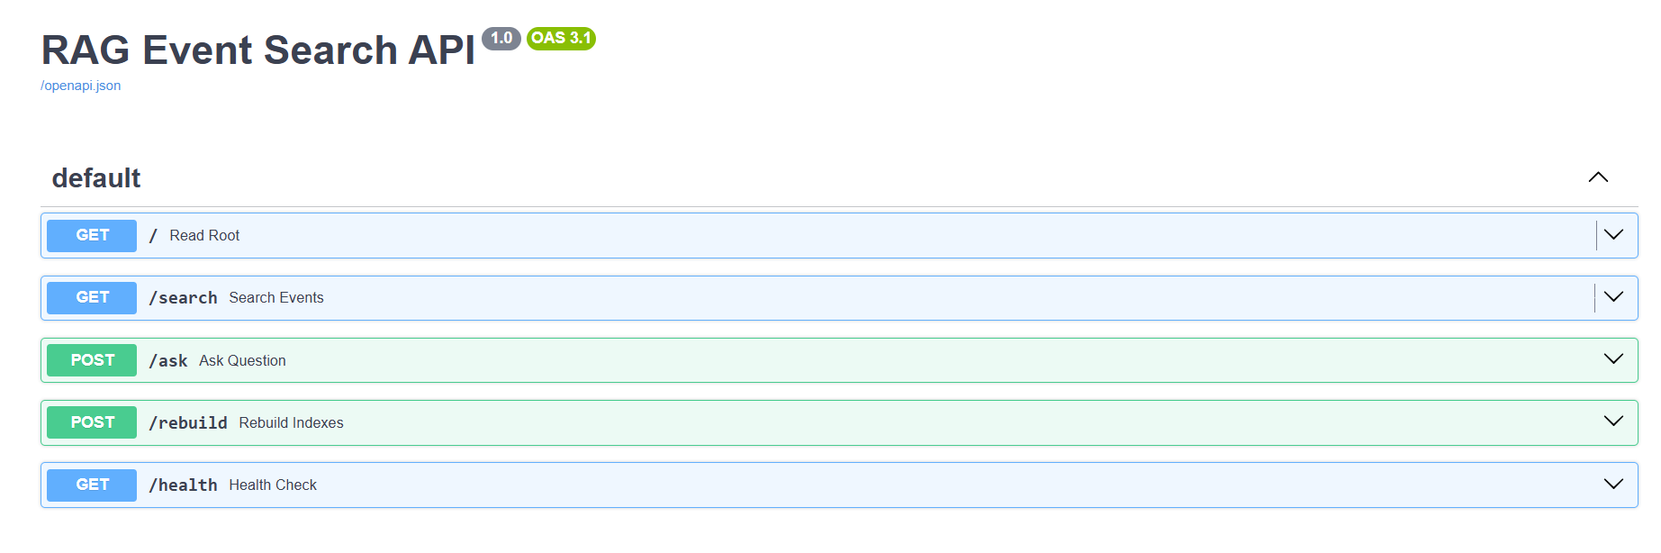 RAG Event Search API 1.0 OAS 3.1
/openapi.json
default
GET / Read Root
GET /search Search Events
POST /ask Ask Question
POST /rebuild Rebuild Indexes
GET /health Health Check